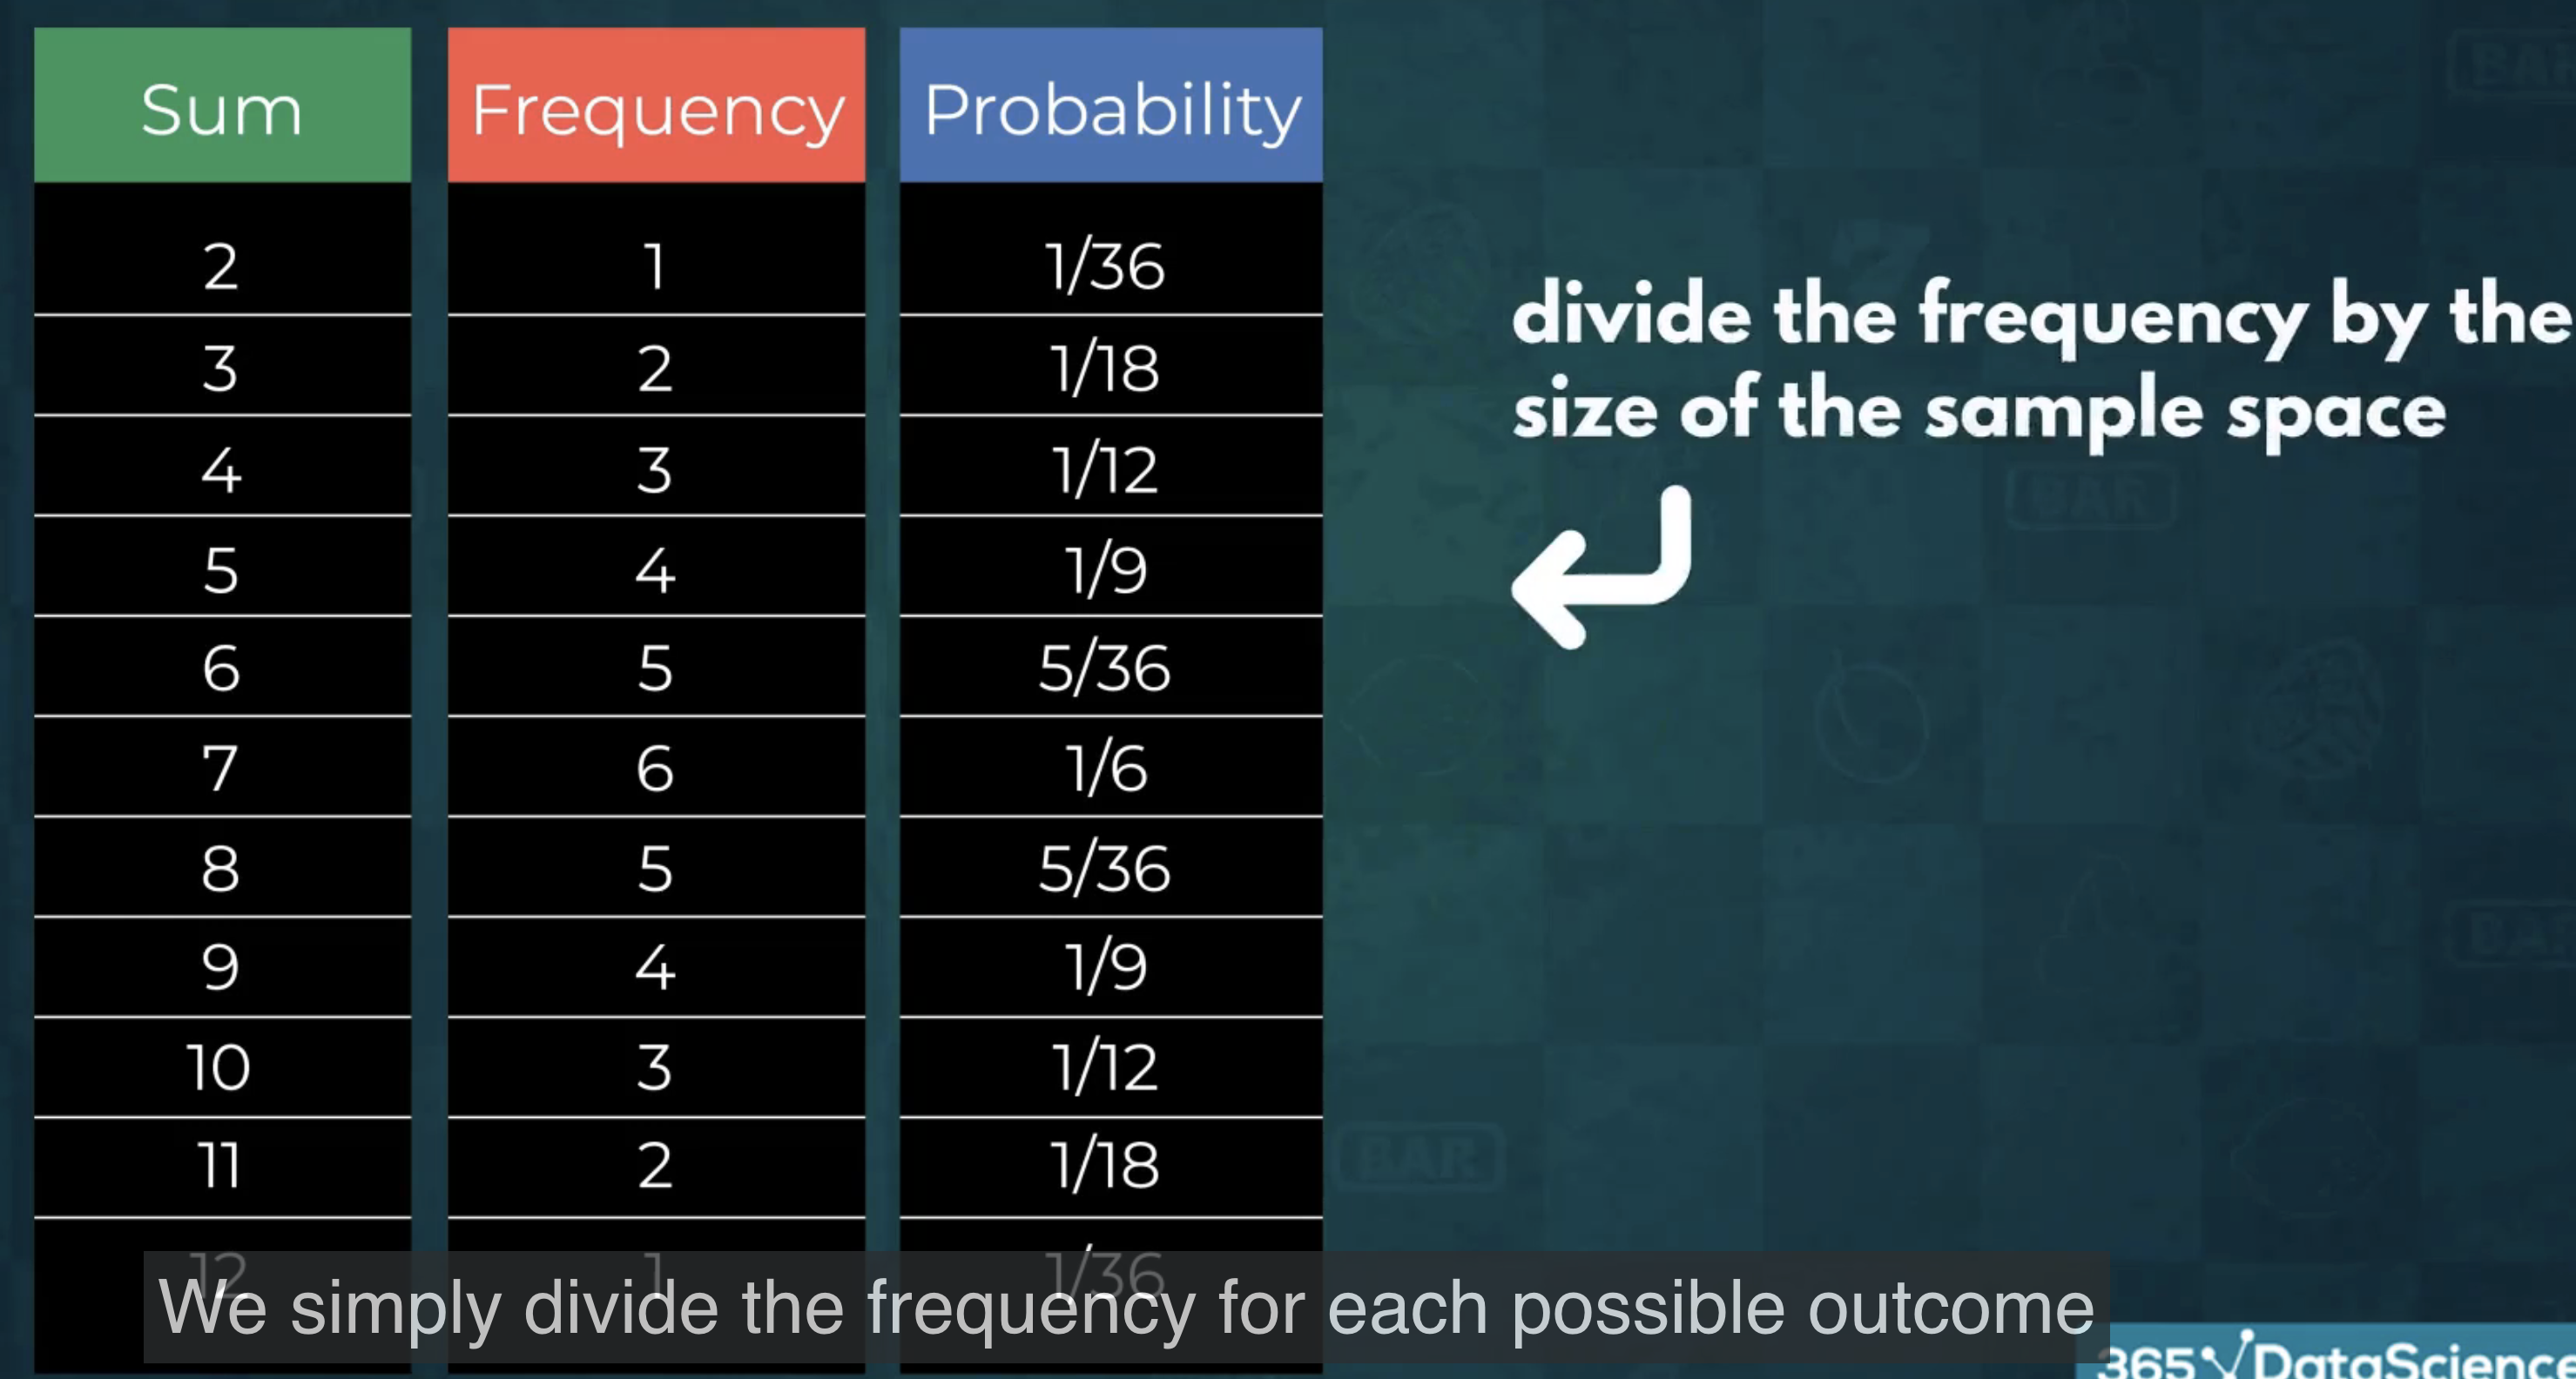 Sum Frequency Probability
2 1 1/36
3 2 1/18
4 3 1/12
5 4 1/9
6 5 5/36
7 6 1/6
8 5 5/36
9 4 1/9
10 3 1/12
11 2 1/18
12 1 1/36
divide the frequency by the
size of the sample space
BAR
BAR
BAR
We simply divide the frequency for each possible outcome
365 DataScience